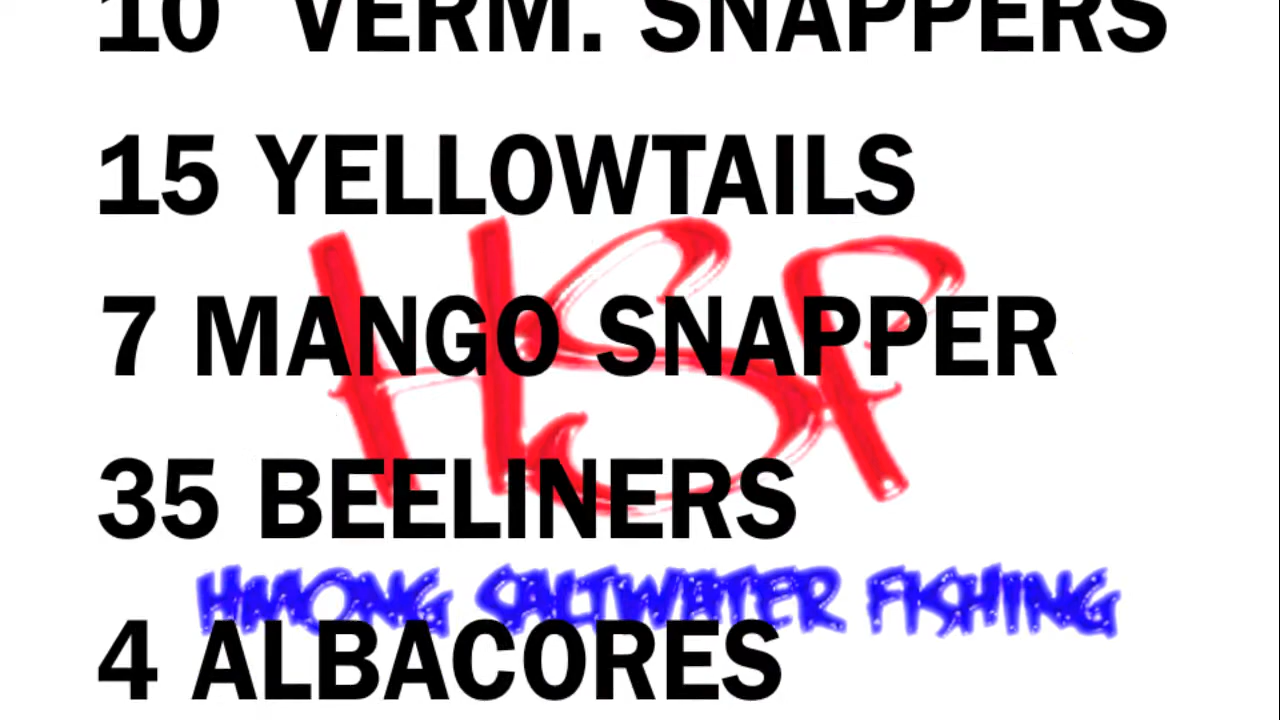 10 VERM. SNAPPERS
15 YELLOWTAILS
HSF
7 MANGO SNAPPER
35 BEELINERS
HMONG SALTWATER FISHING
4 ALBACORES